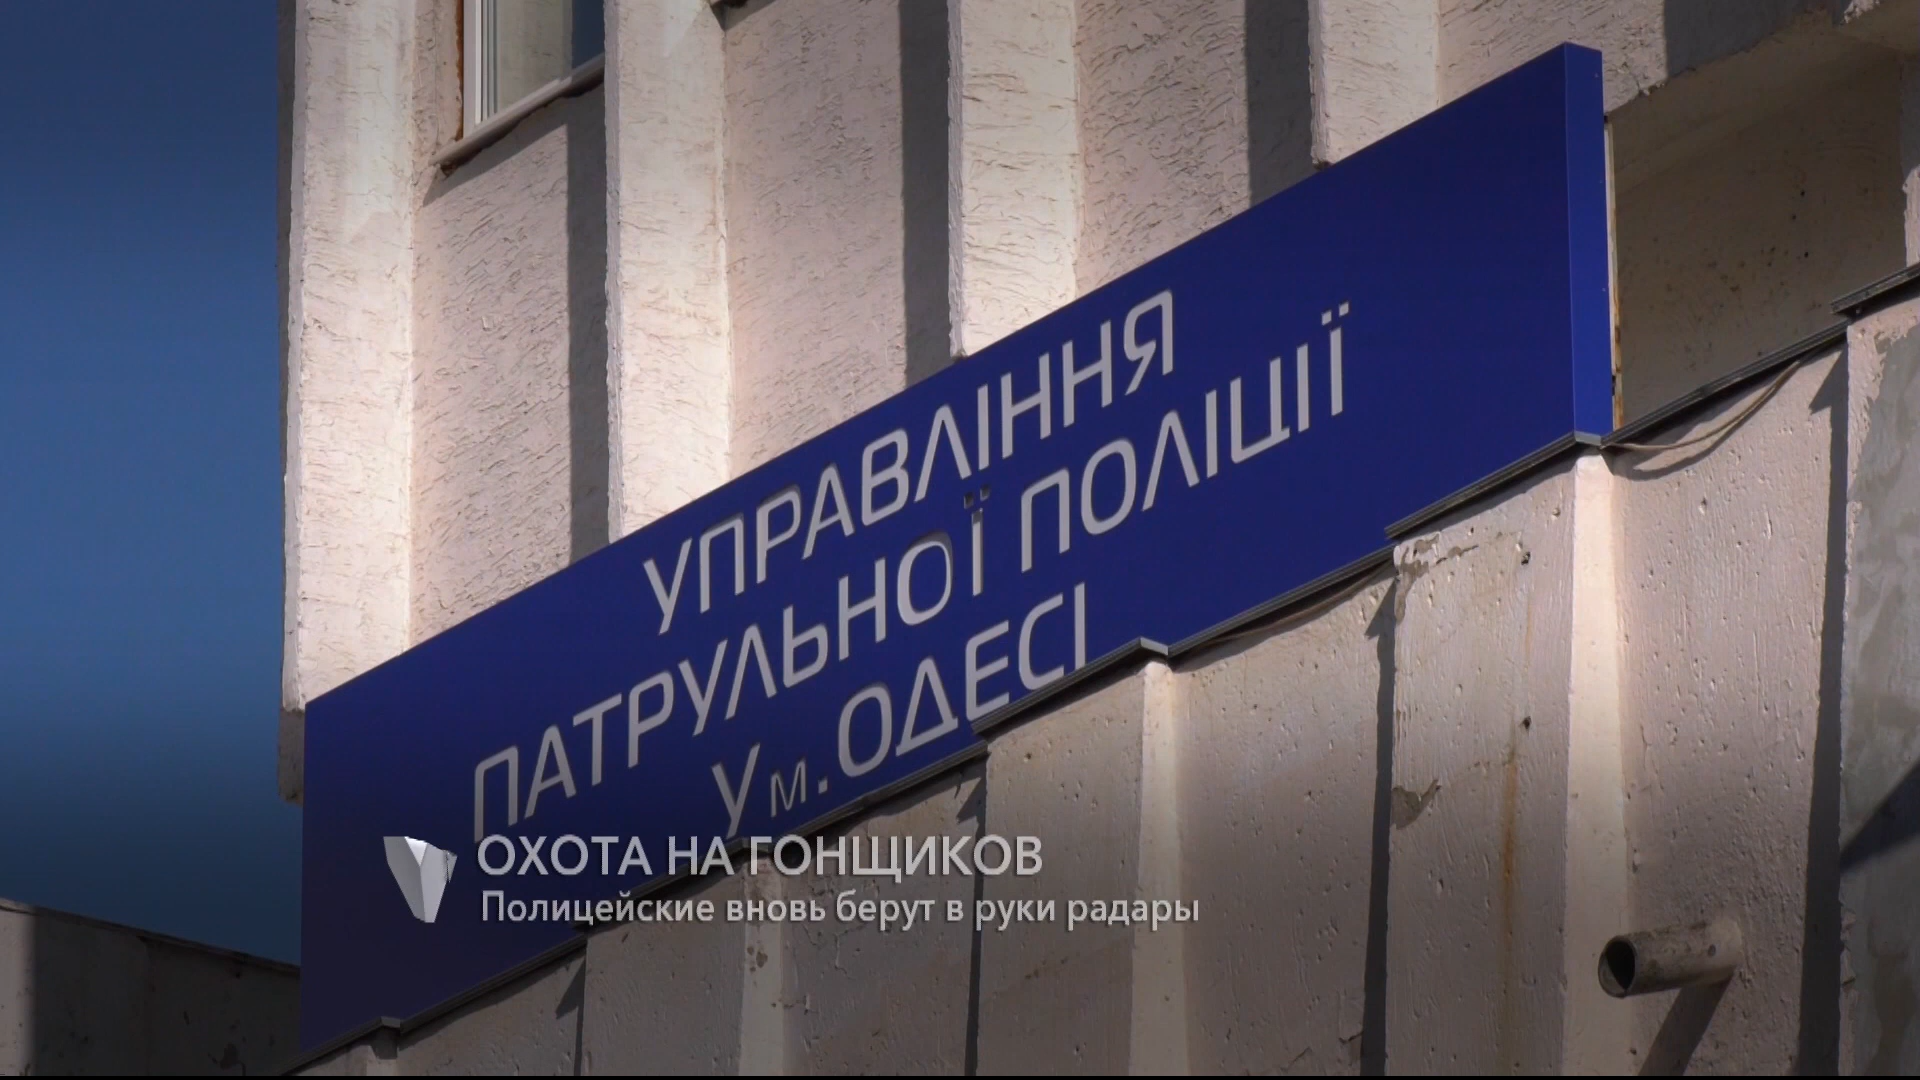 УПРАВЛІННЯ
ПАТРУЛЬНОЇ ПОЛІЦІЇ
У м. ОДЕСІ
ОХОТА НА ГОНЩИКОВ
Полицейские вновь берут в руки радары